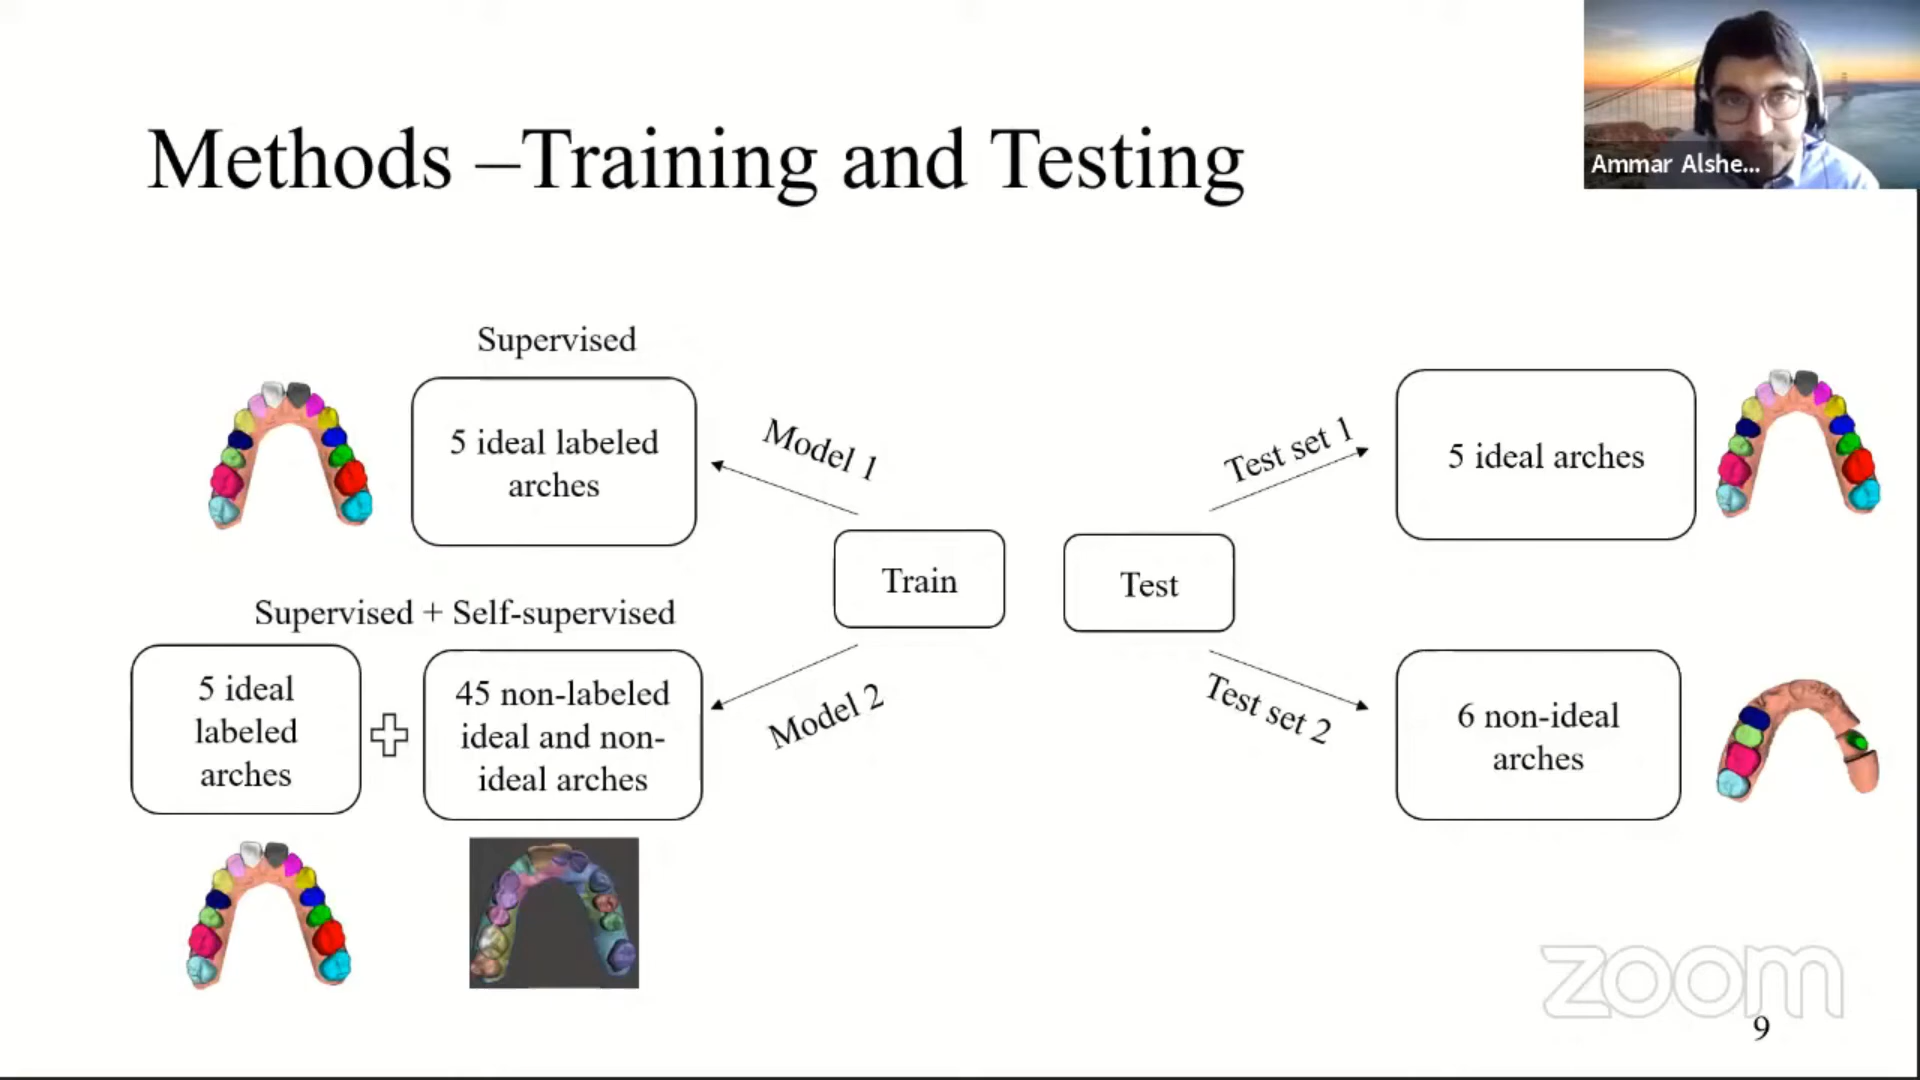 Methods –Training and Testing
Ammar Alshe...
Supervised
5 ideal labeled
arches
Model 1
Train
Supervised + Self-supervised
5 ideal
labeled
arches
45 non-labeled
ideal and non-
ideal arches
Model 2
Test
Test set 1
5 ideal arches
Test set 2
6 non-ideal
arches
zoom
9